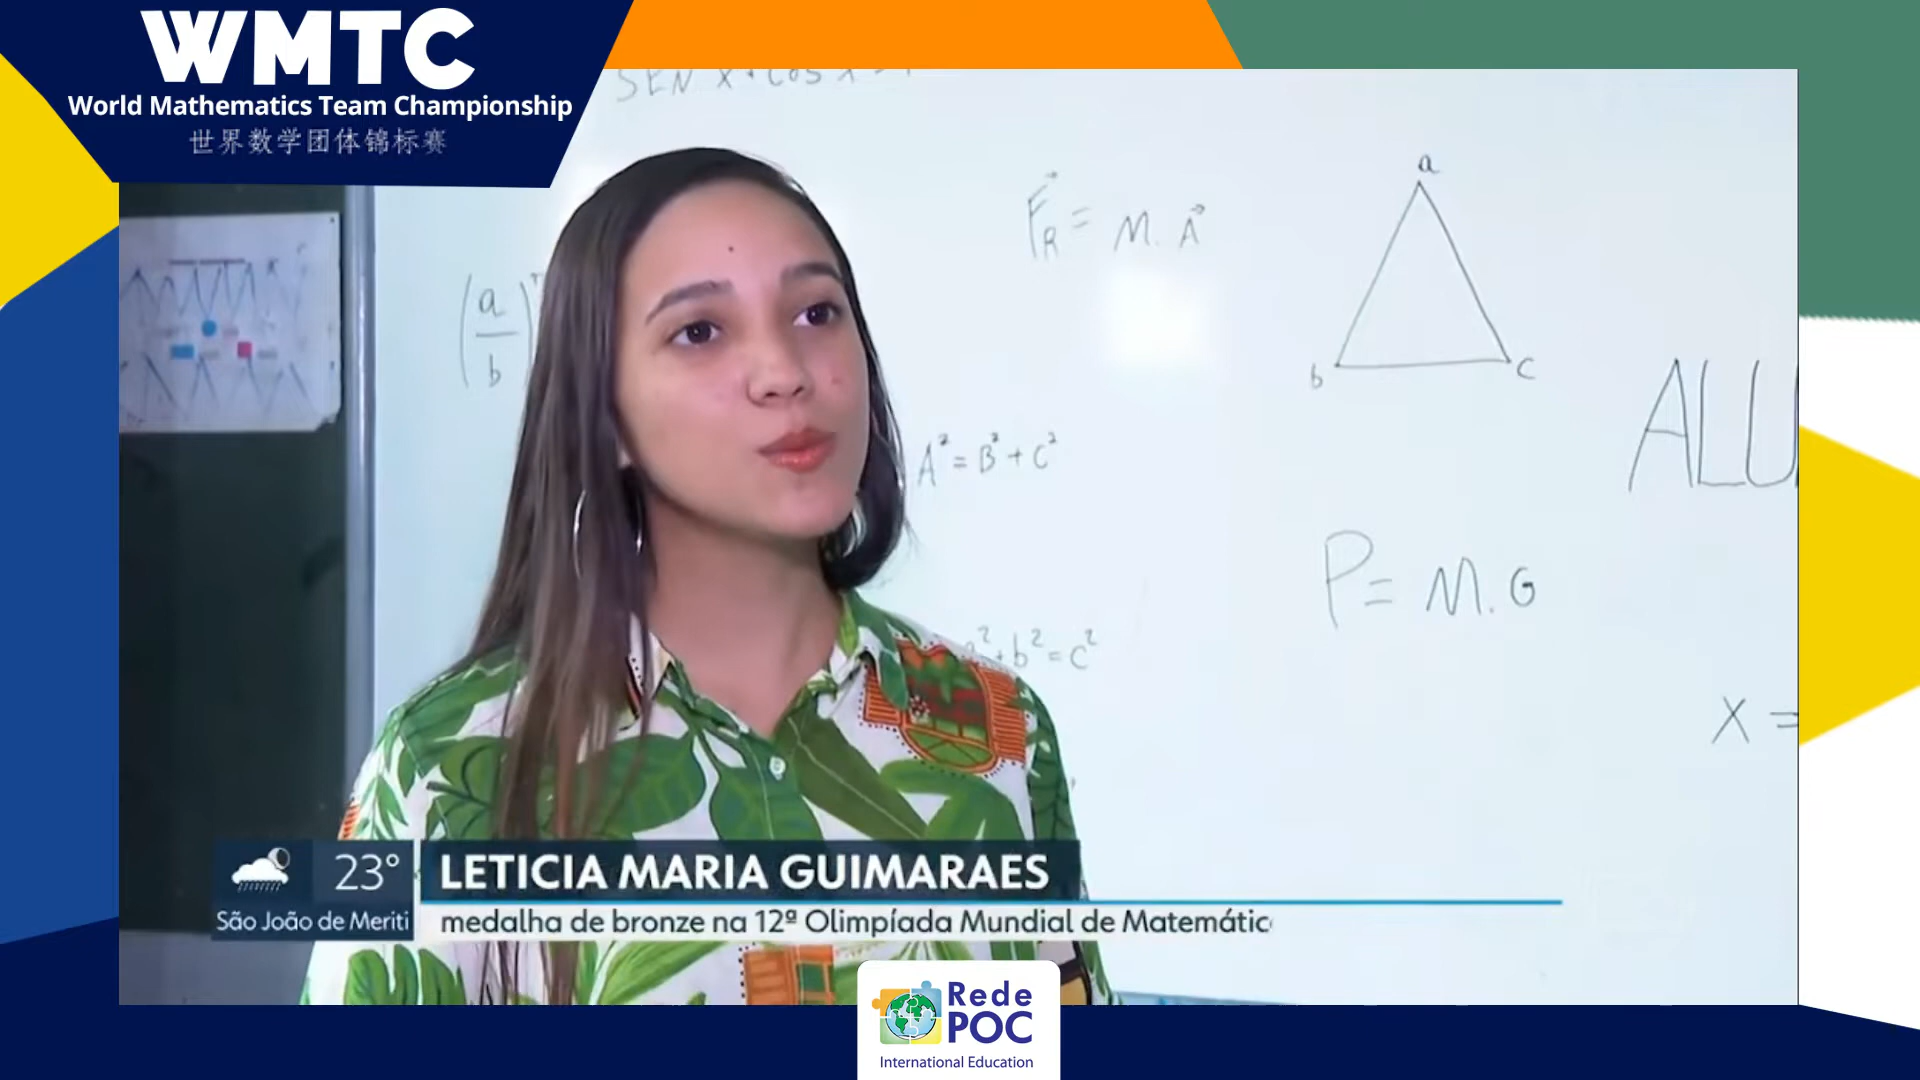 WMTC
World Mathematics Team Championship
世界数学团体锦标赛
SEN x + cos x
F⃗R = M. A⃗
a
b
c
(a/b)
A² = B² + C²
ALU
P = M. G
a² + b² = c²
x =
23°
São João de Meriti
LETICIA MARIA GUIMARAES
medalha de bronze na 12ª Olimpíada Mundial de Matemátic
Rede
POC
International Education